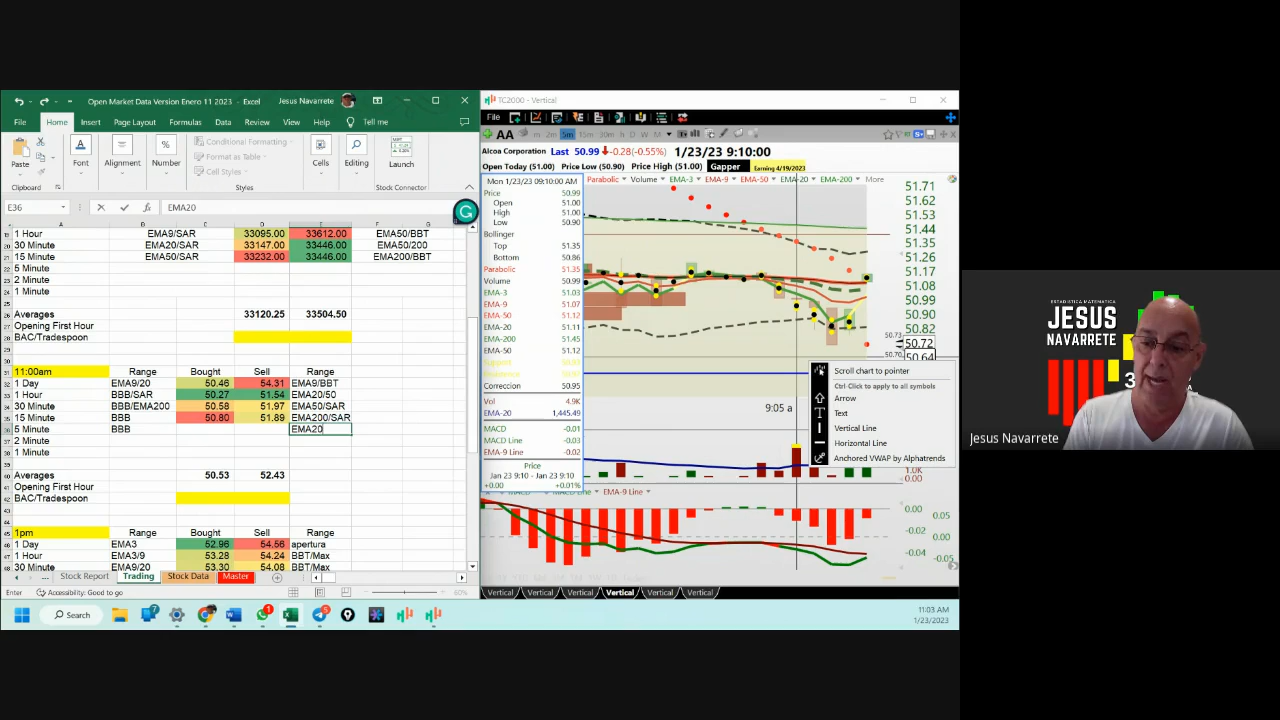 Open Market Data Version Enero 11 2023 - Excel
Jesus Navarrete
File Home Insert Page Layout Formulas Data Review View Help Tell me
Paste
Font
Alignment
Number
Conditional Formatting
Format as Table
Cell Styles
Cells
Editing
Launch
Clipboard
Styles
Stock Connector
E36
EMA20
A B C D E F G
1 Hour EMA9/SAR 33095.00 33612.00 EMA50/BBT
30 Minute EMA20/SAR 33147.00 33446.00 EMA50/200
15 Minute EMA50/SAR 33232.00 33446.00 EMA200/BBT
5 Minute
2 Minute
1 Minute
Averages 33120.25 33504.50
Opening First Hour
BAC/Tradespoon
11:00am Range Bought Sell Range
1 Day EMA9/20 50.46 54.31 EMA9/BBT
1 Hour BBB/SAR 50.27 51.54 EMA20/50
30 Minute BBB/EMA200 50.58 51.97 EMA50/SAR
15 Minute BBB 50.80 51.89 EMA200/SAR
5 Minute BBB EMA20
2 Minute
1 Minute
Averages 50.53 52.43
Opening First Hour
BAC/Tradespoon
1pm Range Bought Sell Range
1 Day EMA3 52.96 54.56 apertura
1 Hour EMA3/9 53.28 54.24 BBT/Max
30 Minute EMA9/20 53.30 54.08 BBT/Max
Stock Report Trading Stock Data Master
Enter Accessibility: Good to go 60%
TC2000 - Vertical
File
AA 5m
Alcoa Corporation Last 50.99 -0.28(-0.55%) 1/23/23 9:10:00
Open Today (51.00) Price Low (50.90) Price High (51.00) Gapper Earning 4/19/2023
Parabolic Volume EMA-3 EMA-9 EMA-50 EMA-20 EMA-200 More
Mon 1/23/23 09:10:00 AM
Price 50.99
Open 51.00
High 51.00
Low 50.90
Bollinger
Top 51.35
Bottom 50.86
Parabolic 51.35
Volume 50.99
EMA-3 51.03
EMA-9 51.07
EMA-50 51.12
EMA-20 51.11
EMA-200 51.45
EMA-50 51.12
Correccion 50.95
Vol 4.9K
EMA-20 1,445.49
MACD -0.01
MACD Line -0.03
EMA-9 Line -0.02
Price
Jan 23 9:10 - Jan 23 9:10
+0.00 +0.01%
51.71
51.62
51.53
51.44
51.35
51.26
51.17
51.08
50.99
50.90
50.82
50.73
50.72
50.70
50.64
Scroll chart to pointer
Ctrl-Click to apply to all symbols
Arrow
Text
Vertical Line
Horizontal Line
Anchored VWAP by Alphatrends
9:05 a
1.0K
0.00
MACD MACD Line EMA-9 Line
0.00 0.05
-0.02 0.00
-0.04 -0.05
Vertical Vertical Vertical Vertical Vertical Vertical
Search
11:03 AM
1/23/2023
ESTADISTICA MATEMATICA
JESUS
NAVARRETE
3
Jesus Navarrete